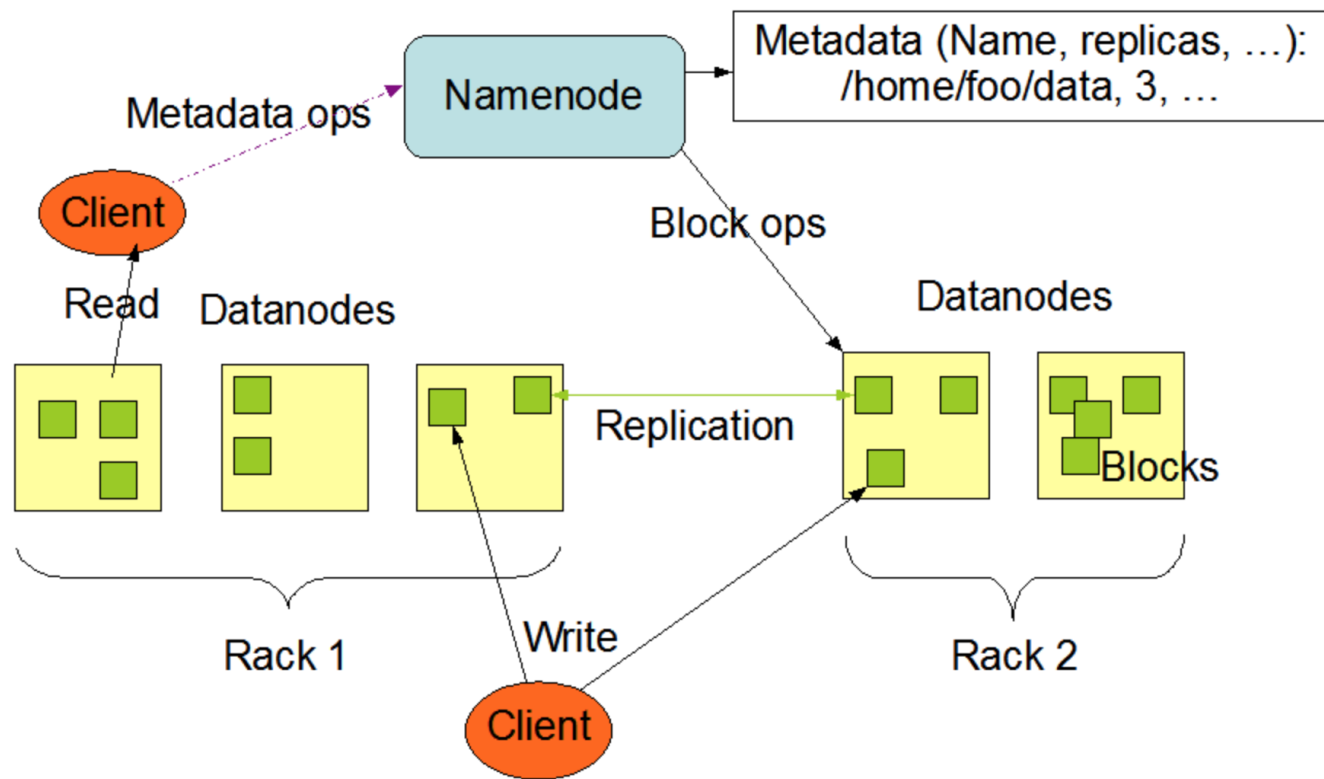 Metadata (Name, replicas, …):
/home/foo/data, 3, …
Namenode
Metadata ops
Client
Block ops
Read
Datanodes
Datanodes
Replication
Blocks
Rack 1
Write
Rack 2
Client